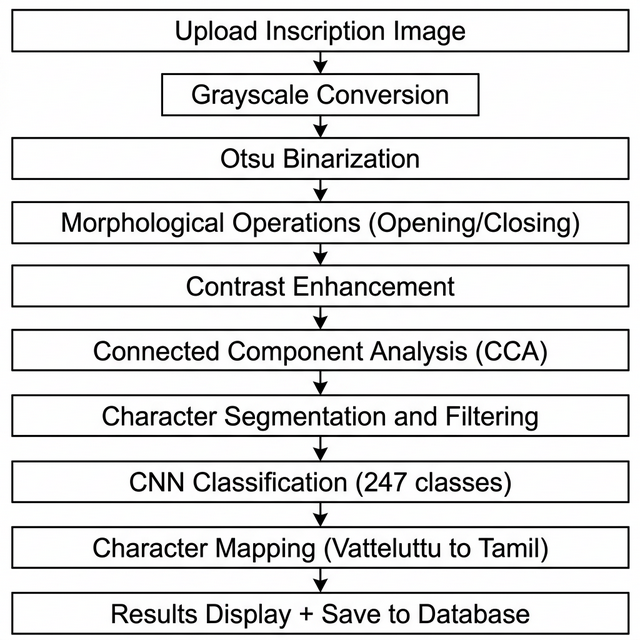 Upload Inscription Image
Grayscale Conversion
Otsu Binarization
Morphological Operations (Opening/Closing)
Contrast Enhancement
Connected Component Analysis (CCA)
Character Segmentation and Filtering
CNN Classification (247 classes)
Character Mapping (Vatteluttu to Tamil)
Results Display + Save to Database